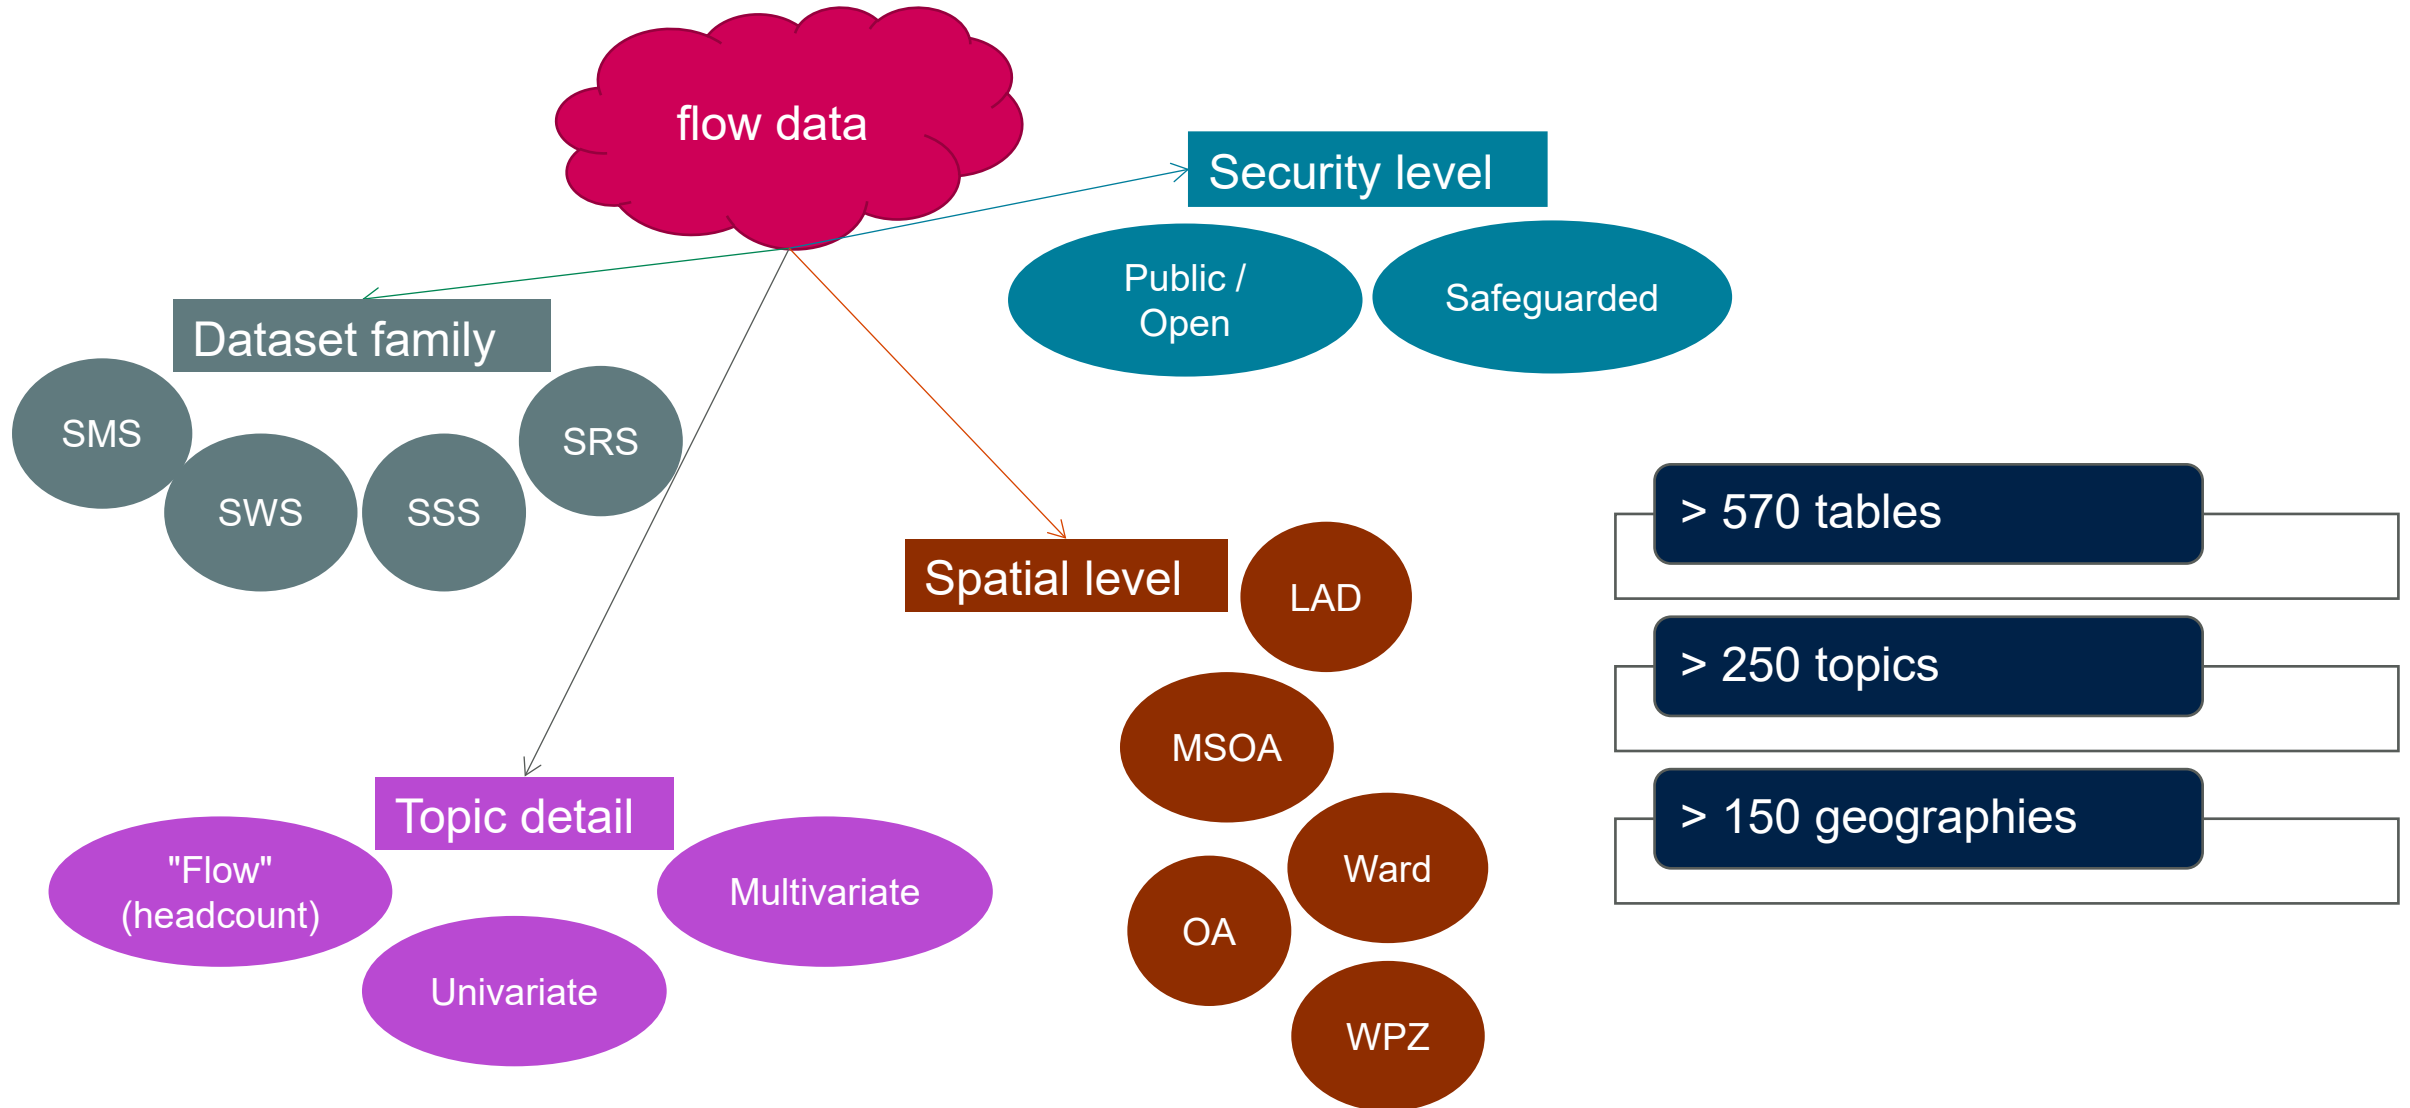 flow data
Security level
Public /
Open
Safeguarded
Dataset family
SMS
SWS
SSS
SRS
Spatial level
LAD
MSOA
Ward
OA
WPZ
Topic detail
"Flow"
(headcount)
Univariate
Multivariate
> 570 tables
> 250 topics
> 150 geographies